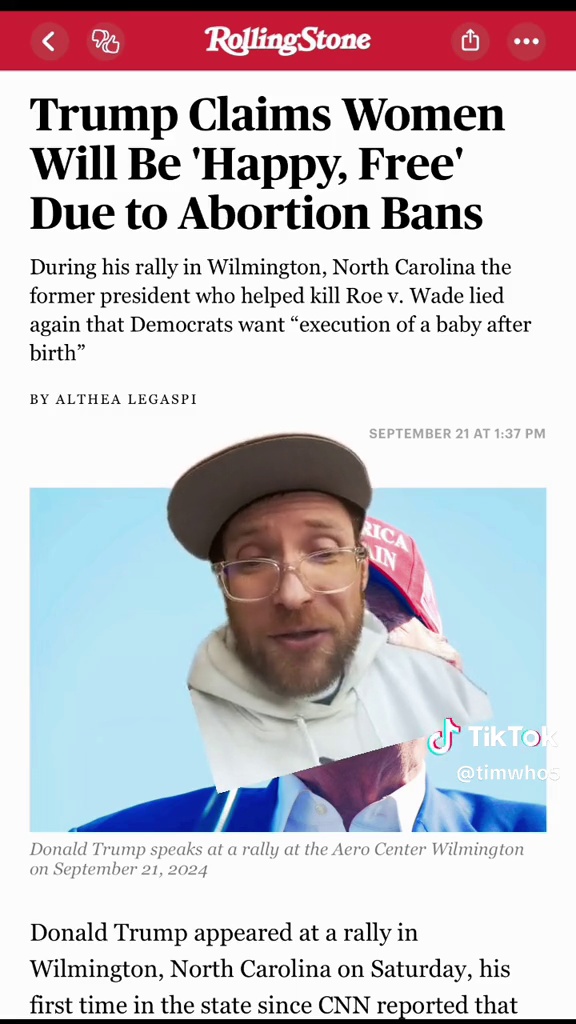 RollingStone
Trump Claims Women
Will Be 'Happy, Free'
Due to Abortion Bans
During his rally in Wilmington, North Carolina the
former president who helped kill Roe v. Wade lied
again that Democrats want “execution of a baby after
birth”
BY ALTHEA LEGASPI
SEPTEMBER 21 AT 1:37 PM
RICA
AIN
TikTok
@timwho5
Donald Trump speaks at a rally at the Aero Center Wilmington
on September 21, 2024
Donald Trump appeared at a rally in
Wilmington, North Carolina on Saturday, his
first time in the state since CNN reported that